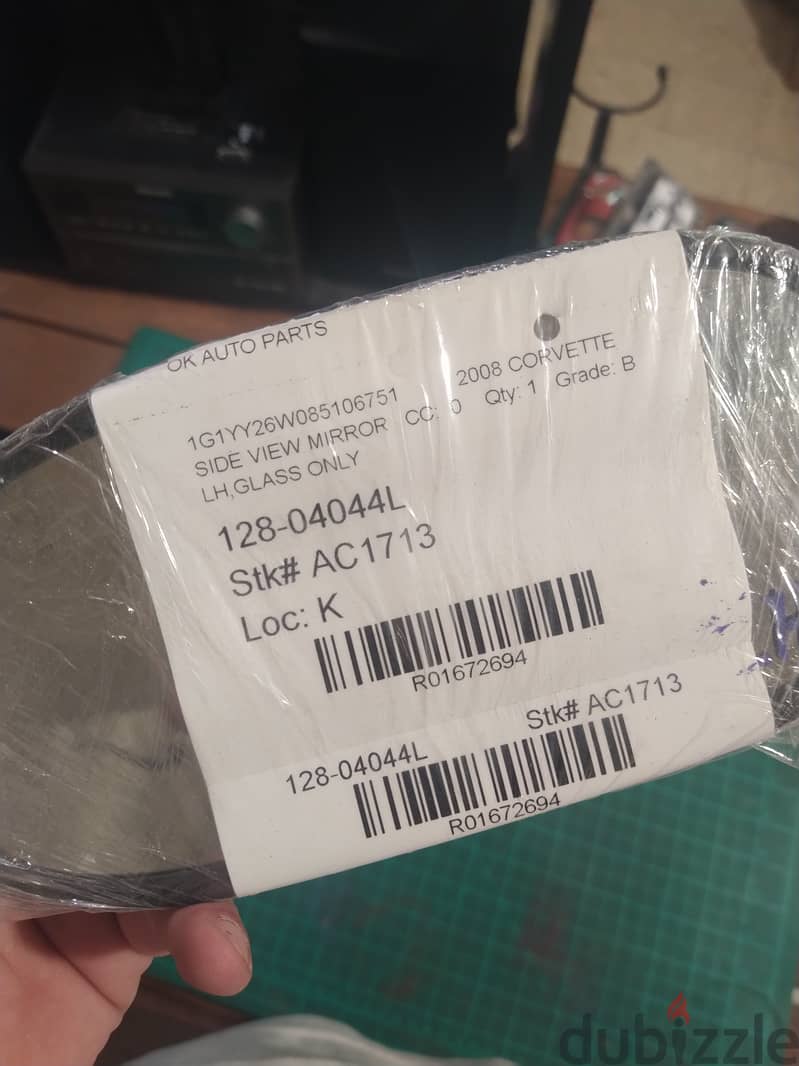 OK AUTO PARTS
1G1YY26W085106751 2008 CORVETTE
SIDE VIEW MIRROR CC: 0 Qty: 1 Grade: B
LH,GLASS ONLY
128-04044L
Stk# AC1713
Loc: K
R01672694
128-04044L Stk# AC1713
R01672694
dubizzle